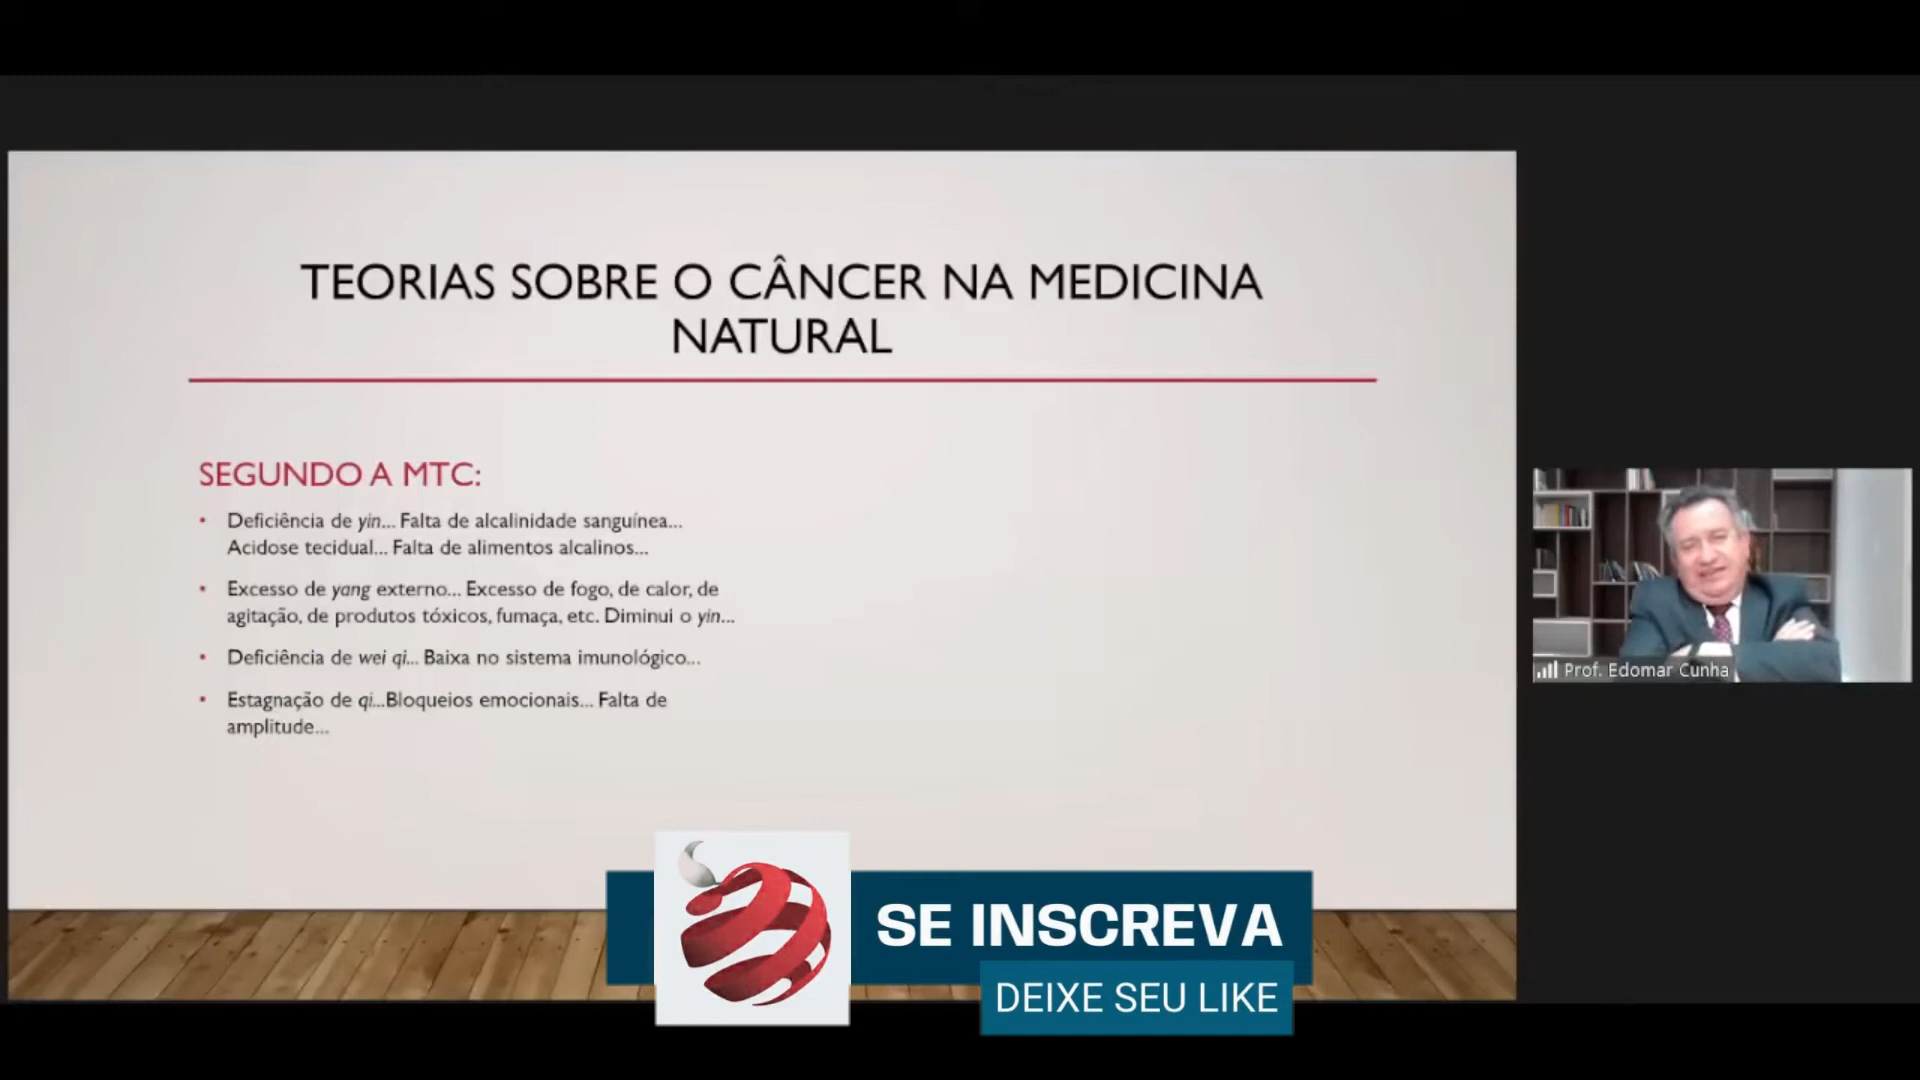 TEORIAS SOBRE O CÂNCER NA MEDICINA
NATURAL
SEGUNDO A MTC:
• Deficiência de yin... Falta de alcalinidade sanguínea...
Acidose tecidual... Falta de alimentos alcalinos...
• Excesso de yang externo... Excesso de fogo, de calor, de
agitação, de produtos tóxicos, fumaça, etc. Diminui o yin...
• Deficiência de wei qi... Baixa no sistema imunológico...
• Estagnação de qi...Bloqueios emocionais... Falta de
amplitude...
Prof. Edomar Cunha
SE INSCREVA
DEIXE SEU LIKE